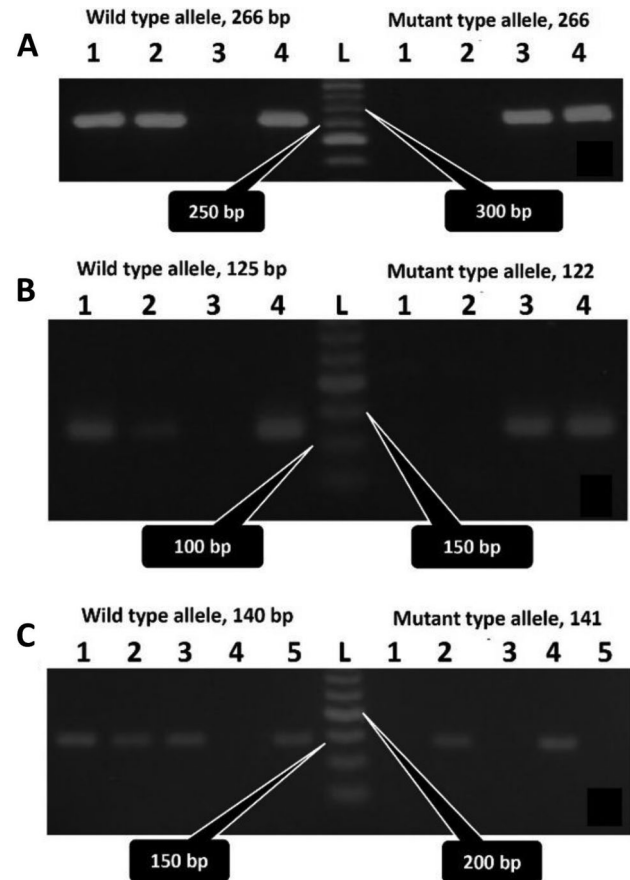 Wild type allele, 266 bp Mutant type allele, 266
A
1 2 3 4 L 1 2 3 4
250 bp 300 bp
Wild type allele, 125 bp Mutant type allele, 122
B
1 2 3 4 L 1 2 3 4
100 bp 150 bp
Wild type allele, 140 bp Mutant type allele, 141
C
1 2 3 4 5 L 1 2 3 4 5
150 bp 200 bp